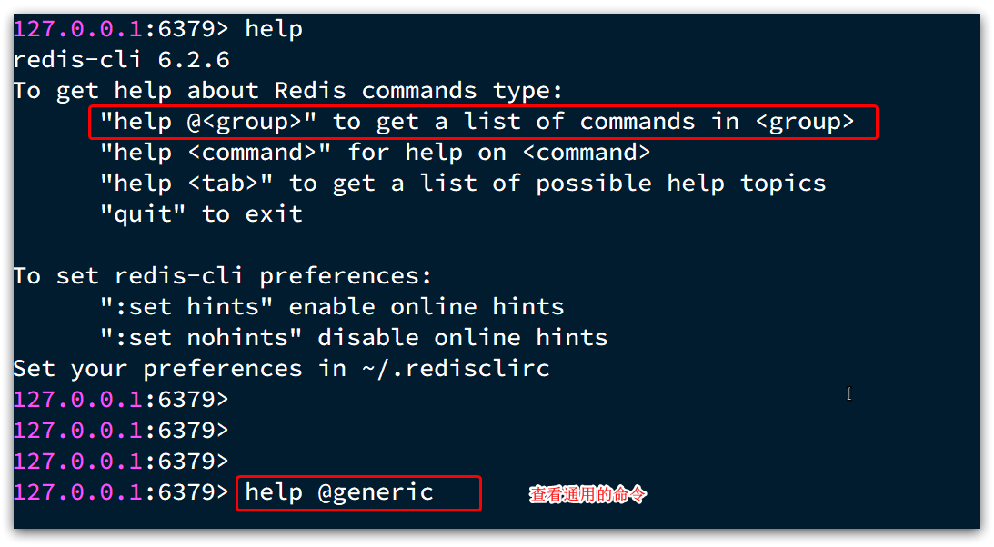 127.0.0.1:6379> help
redis-cli 6.2.6
To get help about Redis commands type:
"help @<group>" to get a list of commands in <group>
"help <command>" for help on <command>
"help <tab>" to get a list of possible help topics
"quit" to exit
To set redis-cli preferences:
":set hints" enable online hints
":set nohints" disable online hints
Set your preferences in ~/.redisclirc
127.0.0.1:6379>
127.0.0.1:6379>
127.0.0.1:6379>
127.0.0.1:6379> help @generic 查看通用的命令